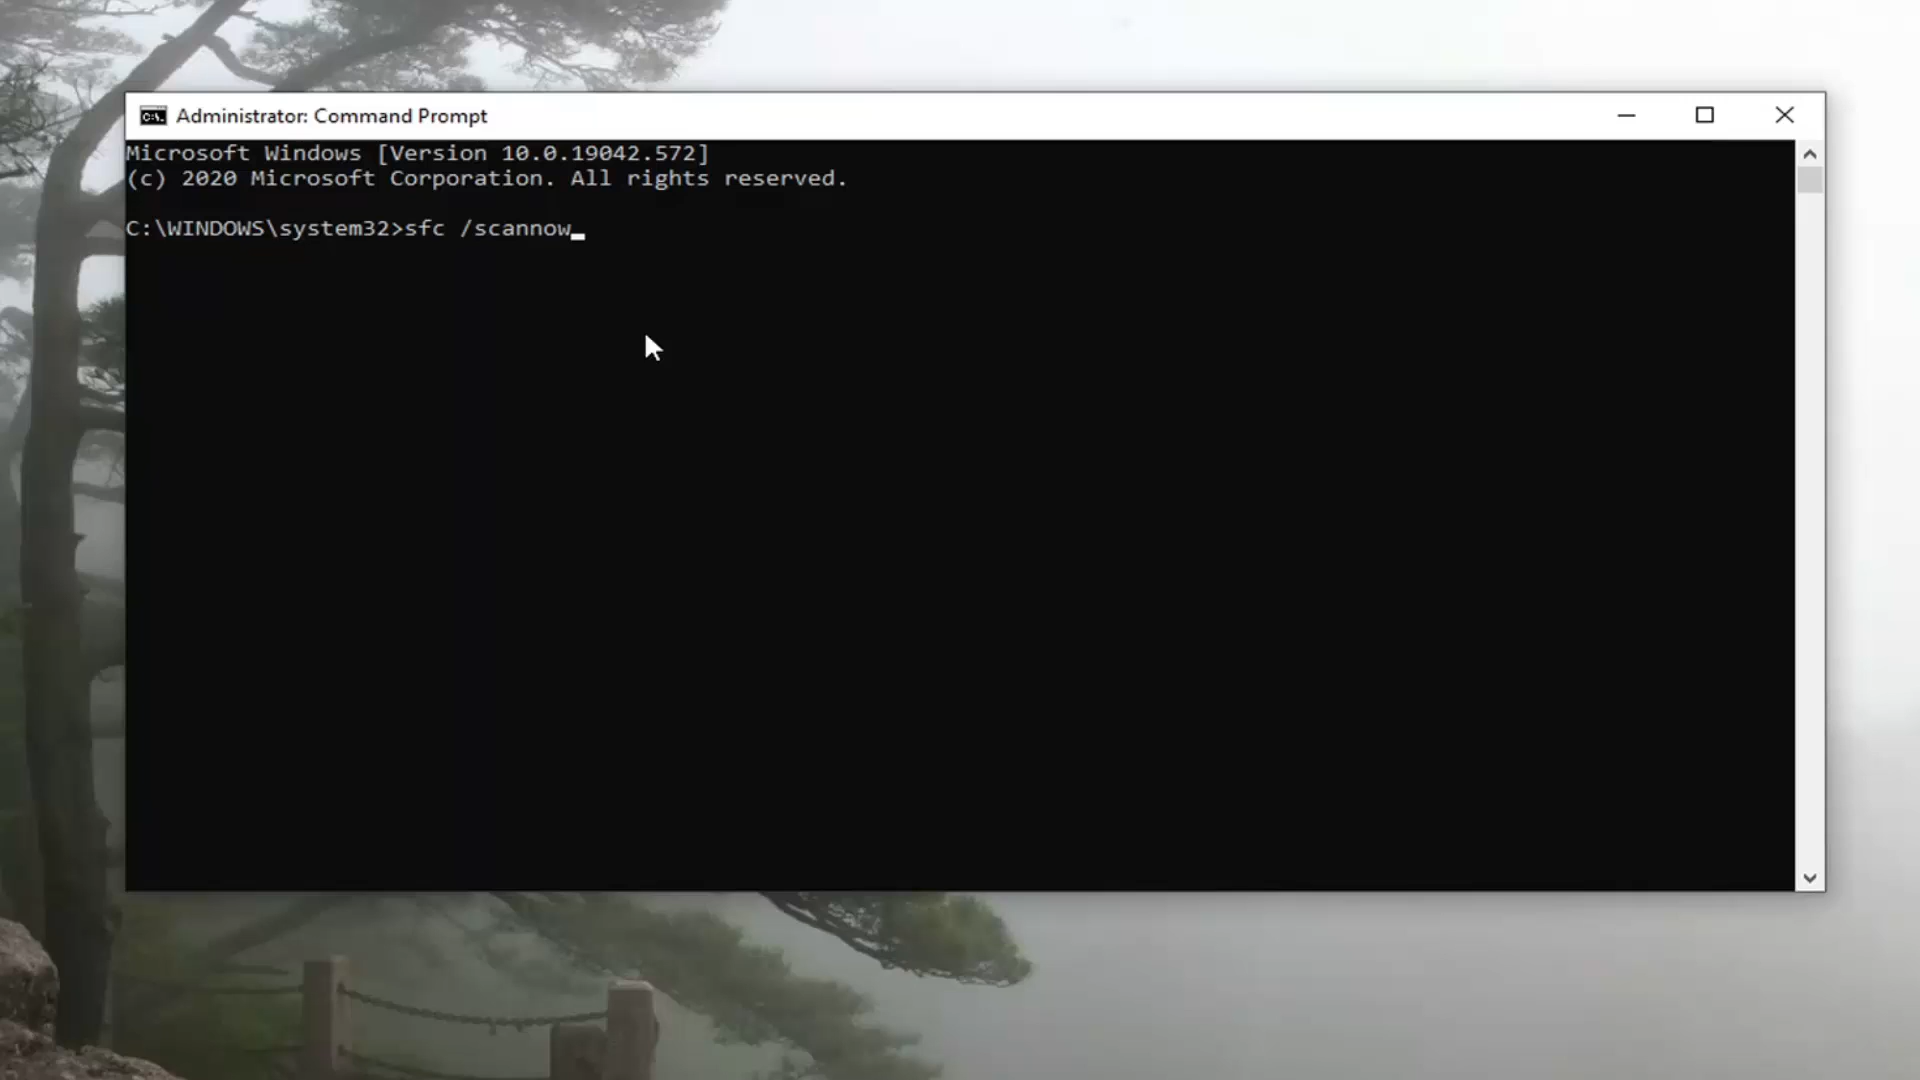 Administrator: Command Prompt
Microsoft Windows [Version 10.0.19042.572]
(c) 2020 Microsoft Corporation. All rights reserved.
C:\WINDOWS\system32>sfc /scannow